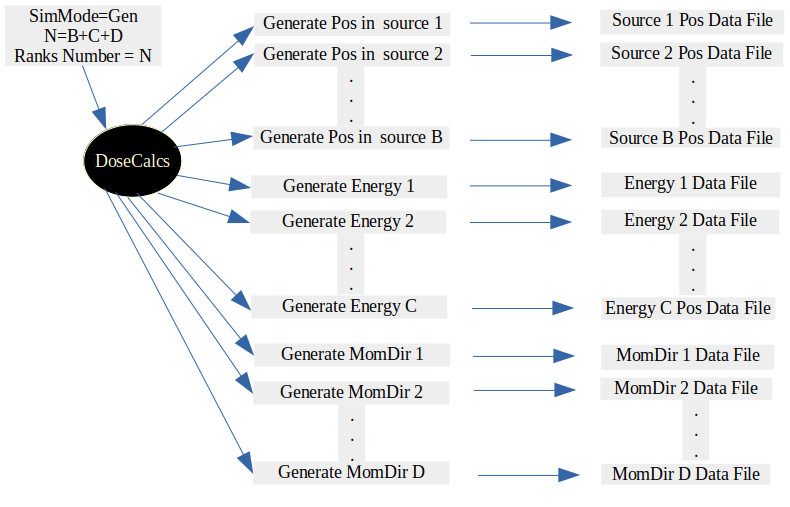 SimMode=Gen
N=B+C+D
Ranks Number = N
DoseCalcs
Generate Pos in source 1
Source 1 Pos Data File
Generate Pos in source 2
Source 2 Pos Data File
.
.
.
.
.
.
Generate Pos in source B
Source B Pos Data File
Generate Energy 1
Energy 1 Data File
Generate Energy 2
Energy 2 Data File
.
.
.
.
.
.
Generate Energy C
Energy C Pos Data File
Generate MomDir 1
MomDir 1 Data File
Generate MomDir 2
MomDir 2 Data File
.
.
.
.
.
.
Generate MomDir D
MomDir D Data File